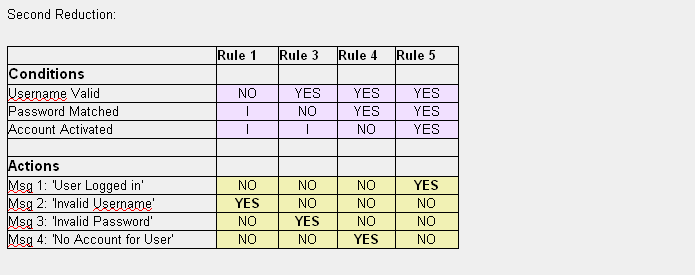 Second Reduction:
Rule 1 Rule 3 Rule 4 Rule 5
Conditions
Username Valid NO YES YES YES
Password Matched I NO YES YES
Account Activated I I NO YES
Actions
Msg 1: 'User Logged in' NO NO NO YES
Msg 2: 'Invalid Username' YES NO NO NO
Msg 3: 'Invalid Password' NO YES NO NO
Msg 4: 'No Account for User' NO NO YES NO